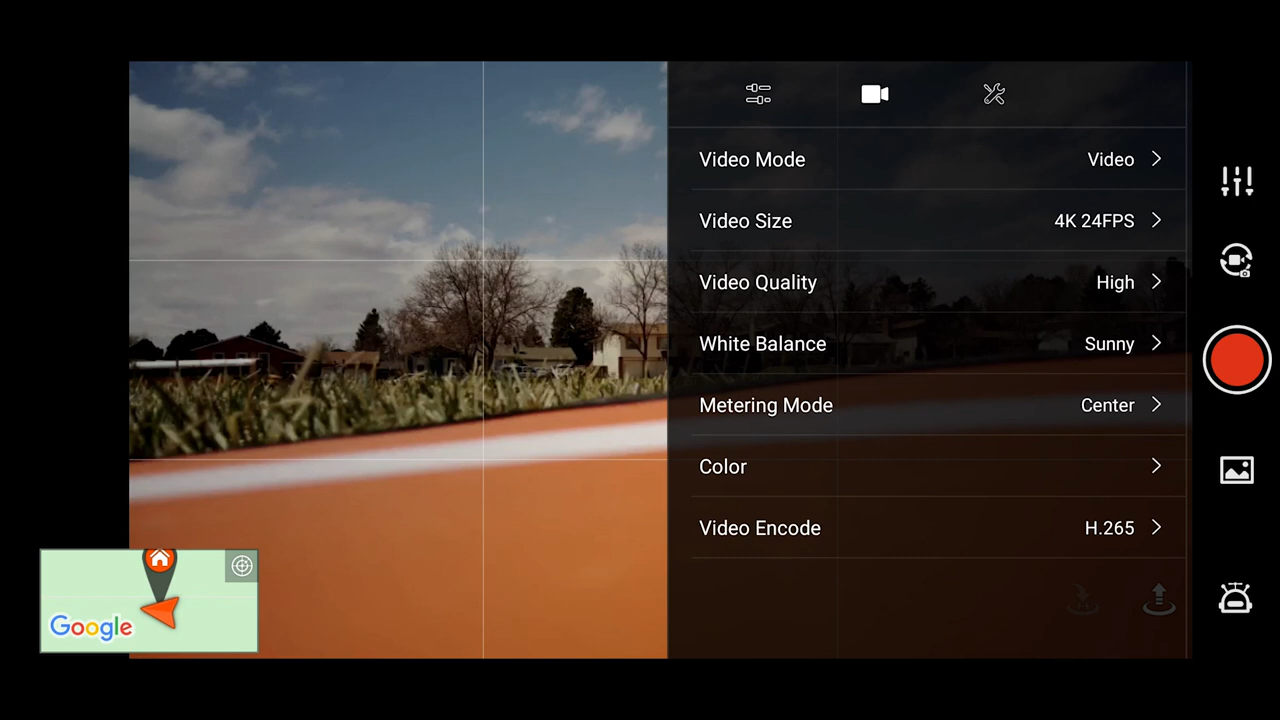 Video Mode Video
Video Size 4K 24FPS
Video Quality High
White Balance Sunny
Metering Mode Center
Color
Video Encode H.265
Google